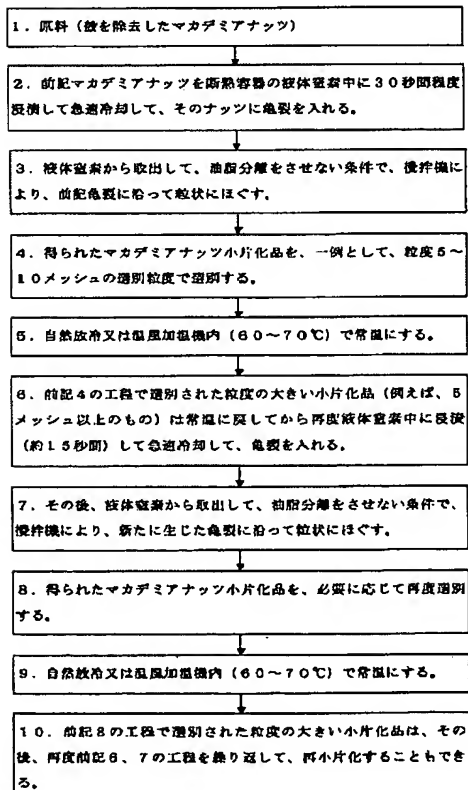 1．原料（殻を除去したマカデミアナッツ）
2．前記マカデミアナッツを断熱容器の液体窒素中に30秒間程度
浸漬して急速冷却して、そのナッツに亀裂を入れる。
3．液体窒素から取出して、油脂分離をさせない条件で、攪拌機に
より、前記亀裂に沿って粒状にほぐす。
4．得られたマカデミアナッツ小片化品を、一例として、粒度5～
10メッシュの選別粒度で選別する。
5．自然放冷又は温風加温機内（60～70℃）で常温にする。
6．前記4の工程で選別された粒度の大きい小片化品（例えば、5
メッシュ以上のもの）は常温に戻してから再度液体窒素中に浸漬
（約15秒間）して急速冷却して、亀裂を入れる。
7．その後、液体窒素から取出して、油脂分離をさせない条件で、
攪拌機により、新たに生じた亀裂に沿って粒状にほぐす。
8．得られたマカデミアナッツ小片化品を、必要に応じて再度選別
する。
9．自然放冷又は温風加温機内（60～70℃）で常温にする。
10．前記8の工程で選別された粒度の大きい小片化品は、その
後、再度前記6、7の工程を繰り返して、再小片化することもでき
る。